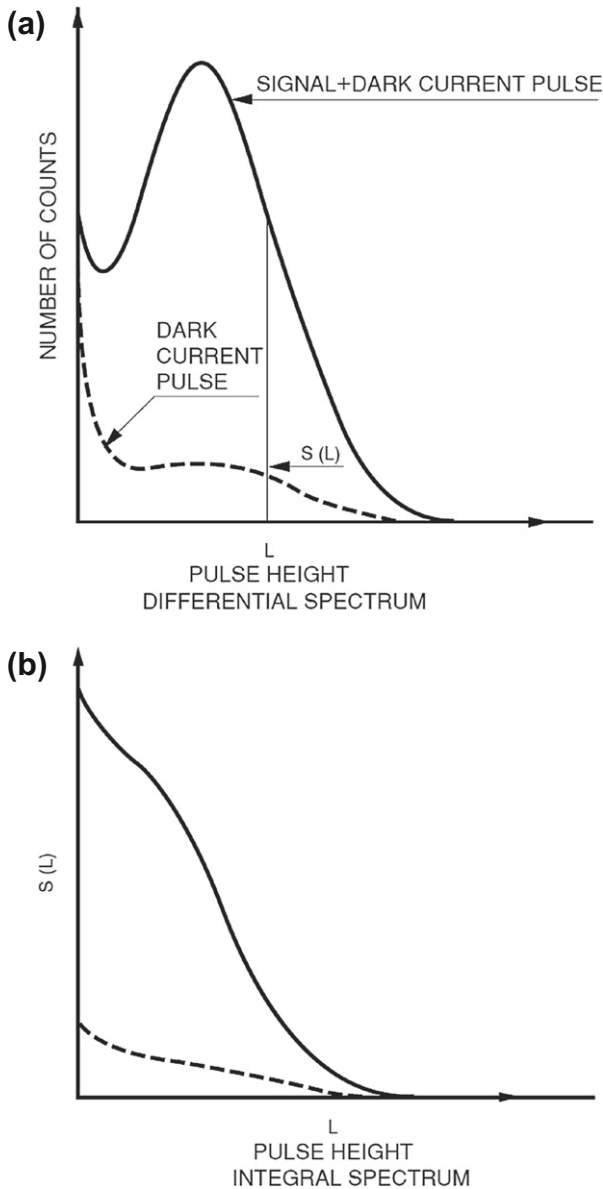 (a)
SIGNAL+DARK CURRENT PULSE
NUMBER OF COUNTS
DARK
CURRENT
PULSE
S (L)
L
PULSE HEIGHT
DIFFERENTIAL SPECTRUM
(b)
S (L)
L
PULSE HEIGHT
INTEGRAL SPECTRUM